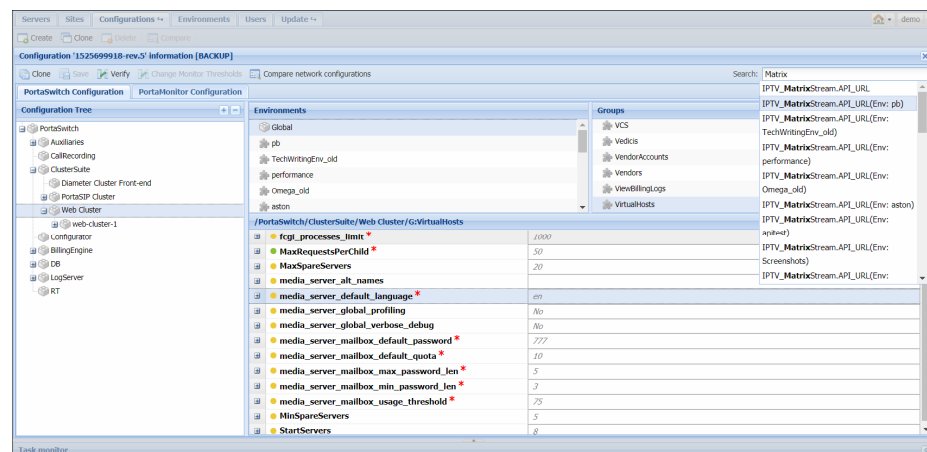 Servers Sites Configurations Environments Users Update demo
Create Clone Delete Compare
Configuration '1525699918-rev.5' information [BACKUP]
Clone Save Verify Change Monitor Thresholds Compare network configurations Search: Matrix
PortaSwitch Configuration PortaMonitor Configuration
Configuration Tree
PortaSwitch
Auxiliaries
CallRecording
ClusterSuite
Diameter Cluster Front-end
PortaSIP Cluster
Web Cluster
web-cluster-1
Configurator
BillingEngine
DB
LogServer
RT
Environments
Global
pb
TechWritingEnv_old
performance
Omega_old
aston
Groups
VCS
Vedicis
VendorAccounts
Vendors
ViewBillingLogs
VirtualHosts
IPTV_MatrixStream.API_URL
IPTV_MatrixStream.API_URL(Env: pb)
IPTV_MatrixStream.API_URL(Env:
TechWritingEnv_old)
IPTV_MatrixStream.API_URL(Env:
performance)
IPTV_MatrixStream.API_URL(Env:
Omega_old)
IPTV_MatrixStream.API_URL(Env: aston)
IPTV_MatrixStream.API_URL(Env:
apitest)
IPTV_MatrixStream.API_URL(Env:
Screenshots)
IPTV_MatrixStream.API_URL(Env:
/PortaSwitch/ClusterSuite/Web Cluster/G:VirtualHosts
fcgi_processes_limit * 1000
MaxRequestsPerChild * 50
MaxSpareServers 20
media_server_alt_names
media_server_default_language * en
media_server_global_profiling No
media_server_global_verbose_debug No
media_server_mailbox_default_password * 777
media_server_mailbox_default_quota * 10
media_server_mailbox_max_password_len * 5
media_server_mailbox_min_password_len * 3
media_server_mailbox_usage_threshold * 75
MinSpareServers 5
StartServers 8
Task monitor